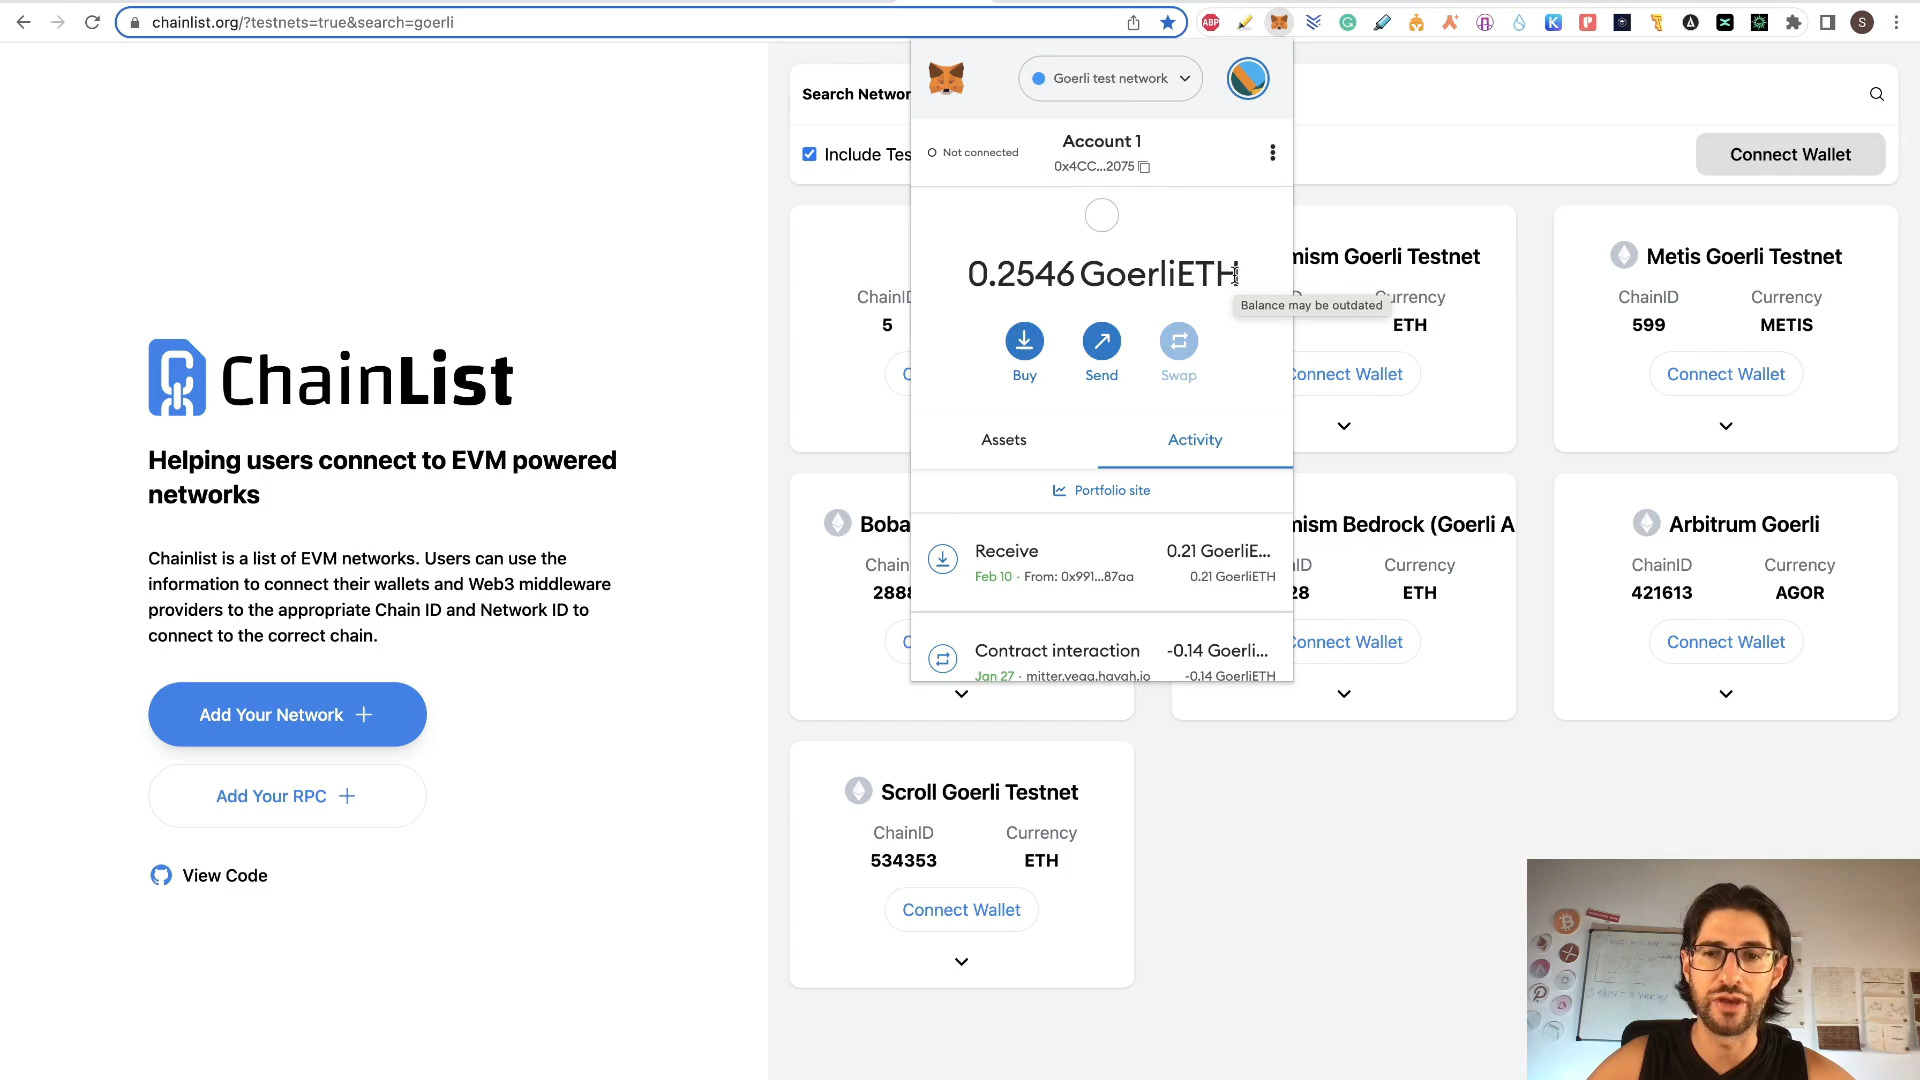 chainlist.org/?testnets=true&search=goerli
ABP
S
Goerli test network
Search Networ
Include Tes
Not connected
Account 1
0x4CC...2075
Connect Wallet
0.2546 GoerliETH
Balance may be outdated
Buy
Send
Swap
Assets
Activity
Portfolio site
Receive
0.21 GoerliE...
Feb 10 · From: 0x991...87aa
0.21 GoerliETH
Contract interaction
-0.14 Goerli...
Jan 27 · mitter.vega.havah.io
-0.14 GoerliETH
ChainList
Helping users connect to EVM powered
networks
Chainlist is a list of EVM networks. Users can use the
information to connect their wallets and Web3 middleware
providers to the appropriate Chain ID and Network ID to
connect to the correct chain.
Add Your Network
Add Your RPC
View Code
ChainID
5
C
mism Goerli Testnet
Currency
ETH
Connect Wallet
Metis Goerli Testnet
ChainID
Currency
599
METIS
Connect Wallet
Boba
Chain
2888
C
mism Bedrock (Goerli A
ID
Currency
28
ETH
Connect Wallet
Arbitrum Goerli
ChainID
Currency
421613
AGOR
Connect Wallet
Scroll Goerli Testnet
ChainID
Currency
534353
ETH
Connect Wallet